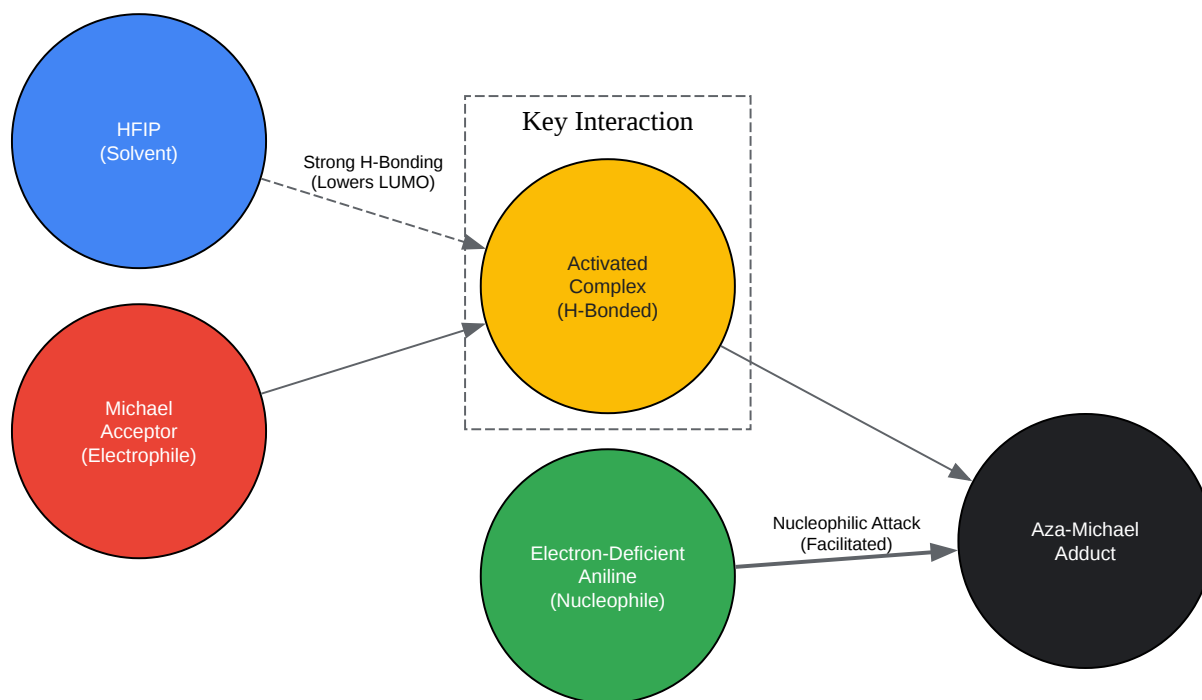 HFIP
(Solvent)
Strong H-Bonding
(Lowers LUMO)
Key Interaction
Activated
Complex
(H-Bonded)
Michael
Acceptor
(Electrophile)
Electron-Deficient
Aniline
(Nucleophile)
Nucleophilic Attack
(Facilitated)
Aza-Michael
Adduct